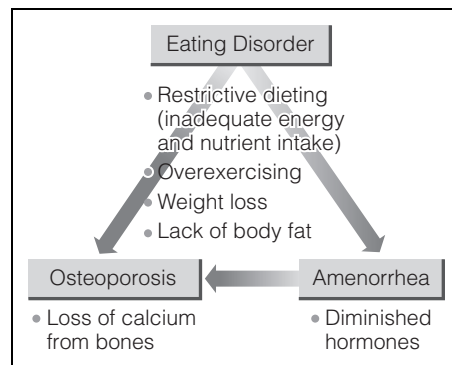 Eating Disorder
• Restrictive dieting
(inadequate energy
and nutrient intake)
• Overexercising
• Weight loss
• Lack of body fat
Osteoporosis
• Loss of calcium
from bones
Amenorrhea
• Diminished
hormones